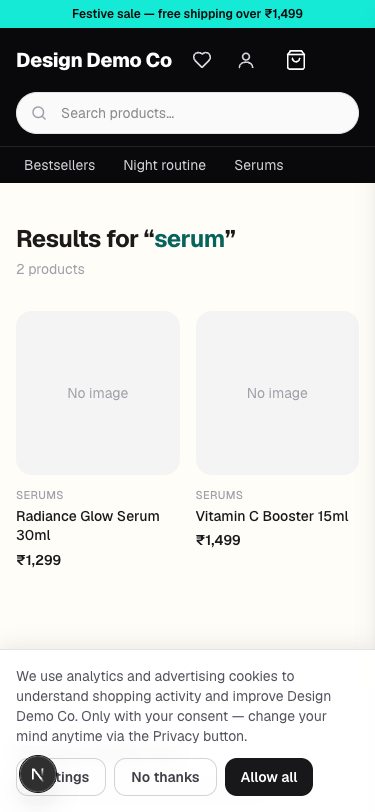 Festive sale — free shipping over ₹1,499
Design Demo Co
Search products...
Bestsellers Night routine Serums
Results for “serum”
2 products
No image No image
SERUMS SERUMS
Radiance Glow Serum 30ml
Vitamin C Booster 15ml
₹1,299
₹1,499
We use analytics and advertising cookies to
understand shopping activity and improve Design
Demo Co. Only with your consent — change your
mind anytime via the Privacy button.
N
No thanks
Allow all